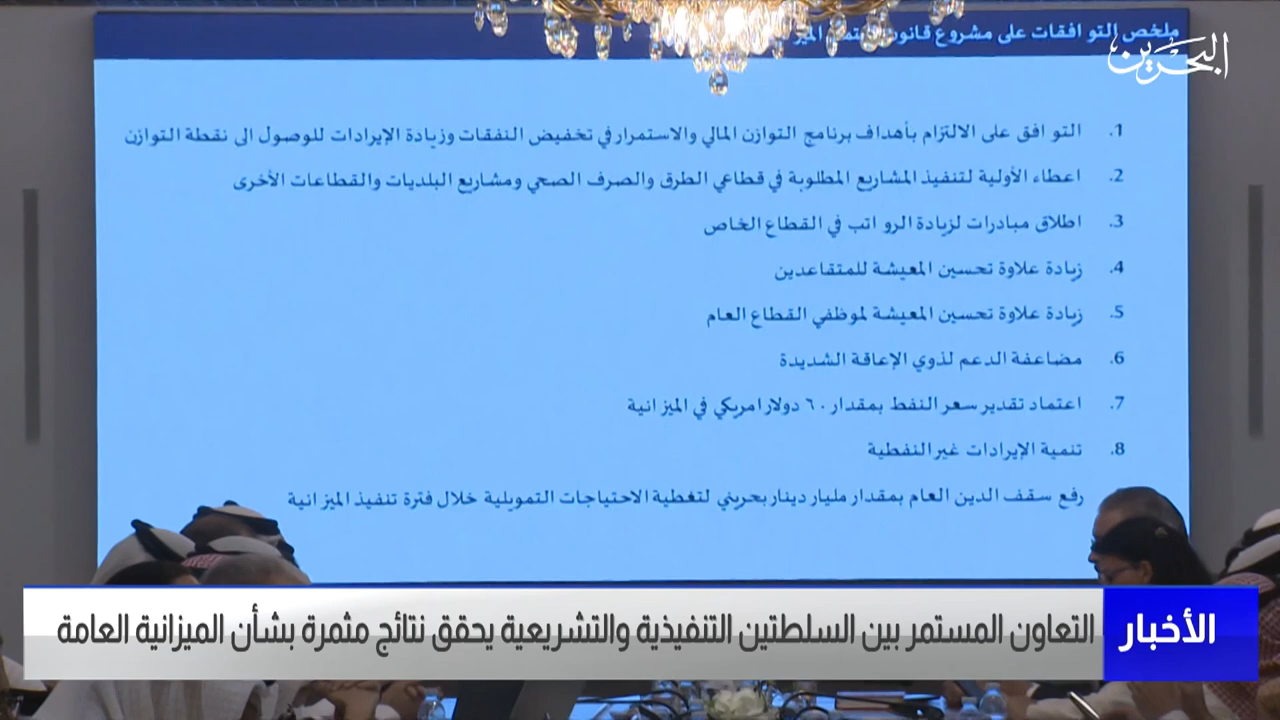 ملخص التوافقات على مشروع قانون
البحرين
1. التوافق على الالتزام بأهداف برنامج التوازن المالي والاستمرار في تخفيض النفقات وزيادة الإيرادات للوصول الى نقطة التوازن
2. اعطاء الأولية لتنفيذ المشاريع المطلوبة في قطاعي الطرق والصرف الصحي ومشاريع البلديات والقطاعات الأخرى
3. اطلاق مبادرات لزيادة الرواتب في القطاع الخاص
4. زيادة علاوة تحسين المعيشة للمتقاعدين
5. زيادة علاوة تحسين المعيشة لموظفي القطاع العام
6. مضاعفة الدعم لذوي الإعاقة الشديدة
7. اعتماد تقدير سعر النفط بمقدار ٦٠ دولار امريكي في الميزانية
8. تنمية الإيرادات غير النفطية
رفع سقف الدين العام بمقدار مليار دينار بحريني لتغطية الاحتياجات التمويلية خلال فترة تنفيذ الميزانية
الأخبار
التعاون المستمر بين السلطتين التنفيذية والتشريعية يحقق نتائج مثمرة بشأن الميزانية العامة